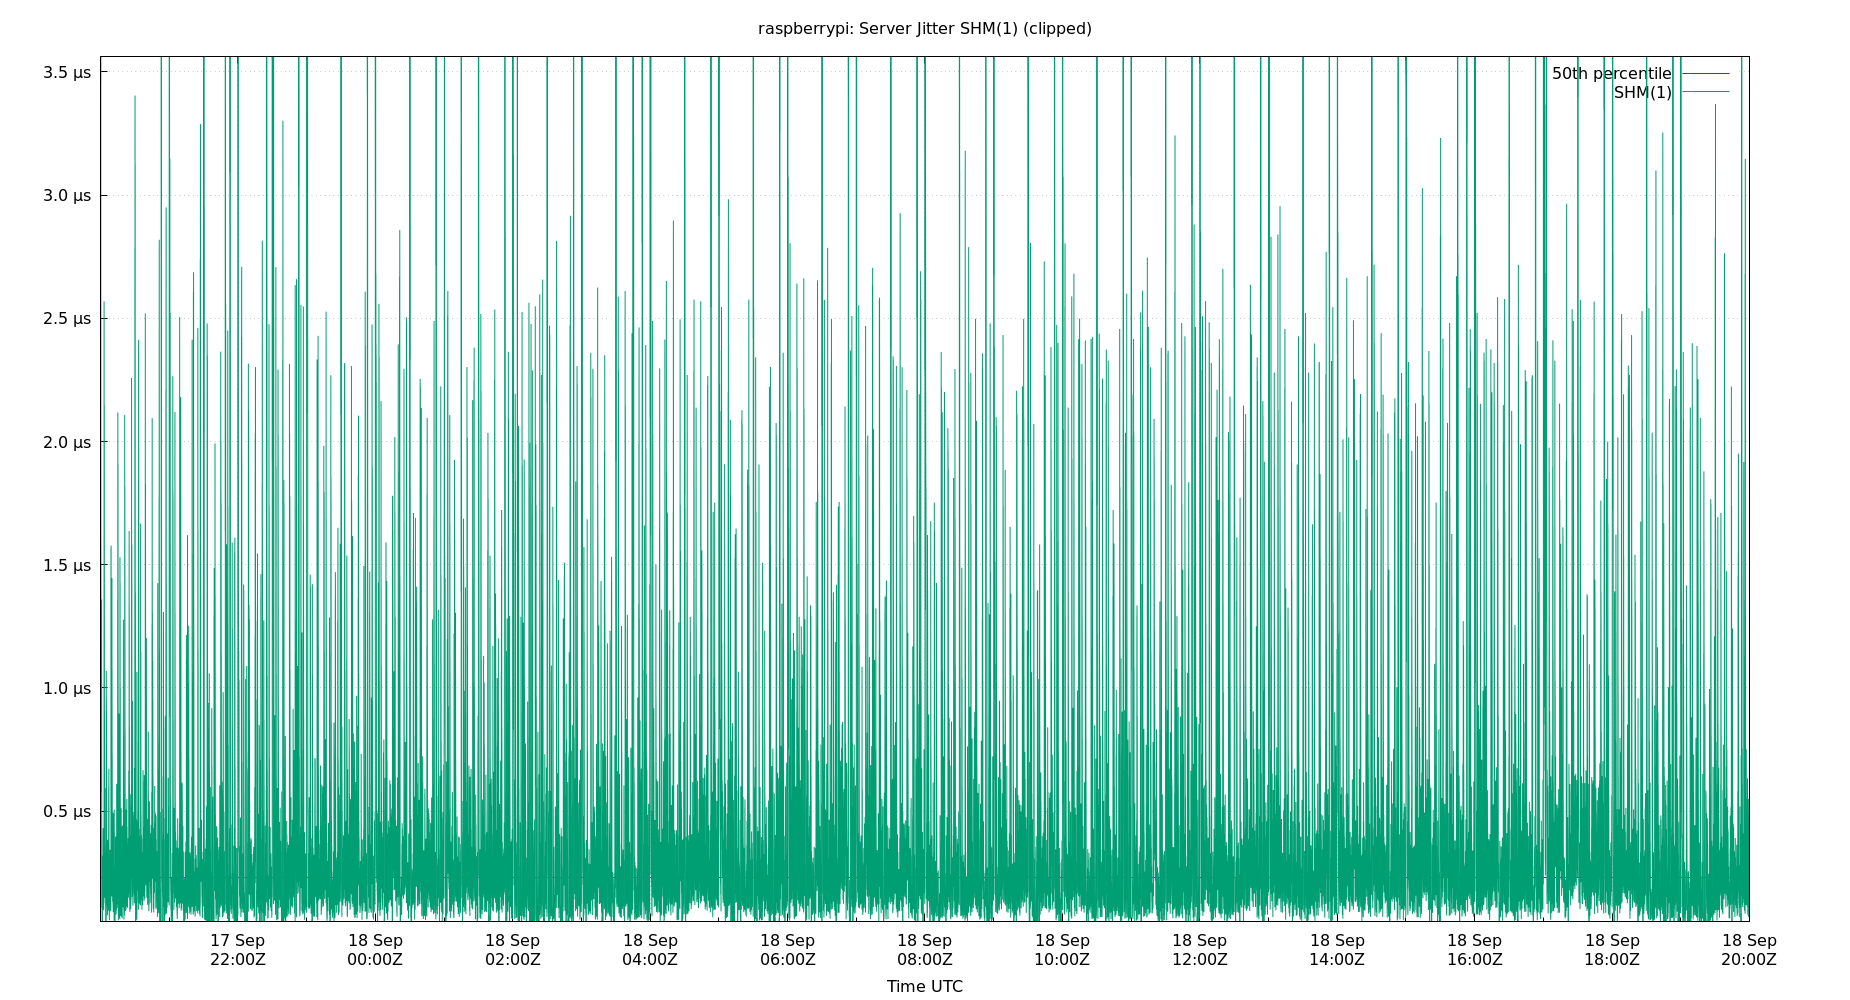 raspberrypi: Server Jitter SHM(1) (clipped)
3.5 µs
3.0 µs
2.5 µs
2.0 µs
1.5 µs
1.0 µs
0.5 µs
50th percentile
SHM(1)
17 Sep
22:00Z
18 Sep
00:00Z
18 Sep
02:00Z
18 Sep
04:00Z
18 Sep
06:00Z
18 Sep
08:00Z
18 Sep
10:00Z
18 Sep
12:00Z
18 Sep
14:00Z
18 Sep
16:00Z
18 Sep
18:00Z
18 Sep
20:00Z
Time UTC